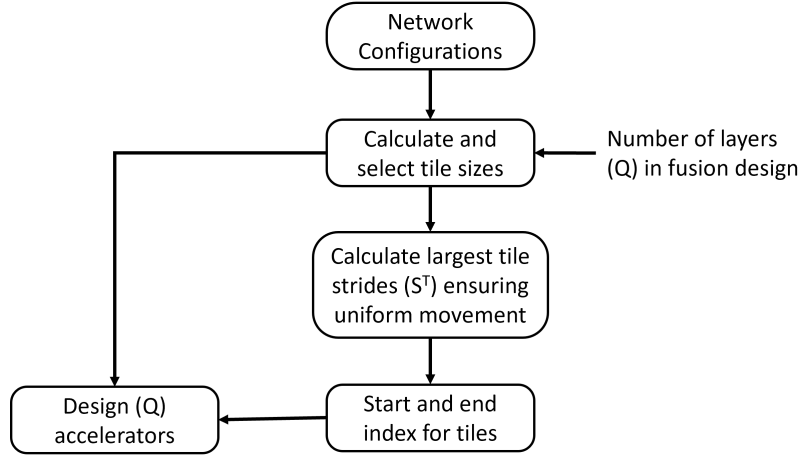 Network
Configurations
Calculate and
select tile sizes
Number of layers
(Q) in fusion design
Calculate largest tile
strides (Sᵀ) ensuring
uniform movement
Design (Q)
accelerators
Start and end
index for tiles